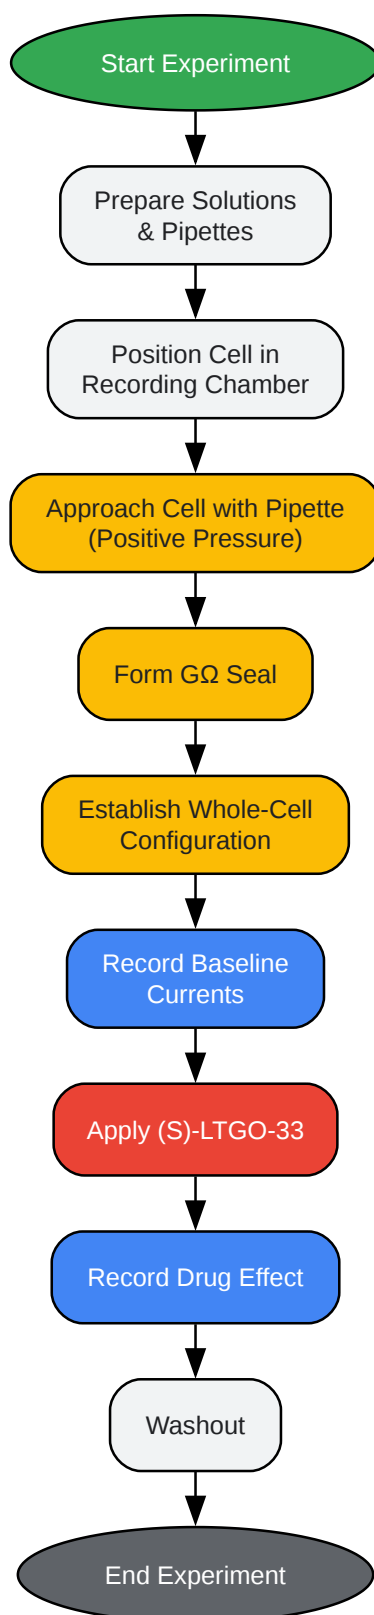 Start Experiment
Prepare Solutions
& Pipettes
Position Cell in
Recording Chamber
Approach Cell with Pipette
(Positive Pressure)
Form GΩ Seal
Establish Whole-Cell
Configuration
Record Baseline
Currents
Apply (S)-LTGO-33
Record Drug Effect
Washout
End Experiment